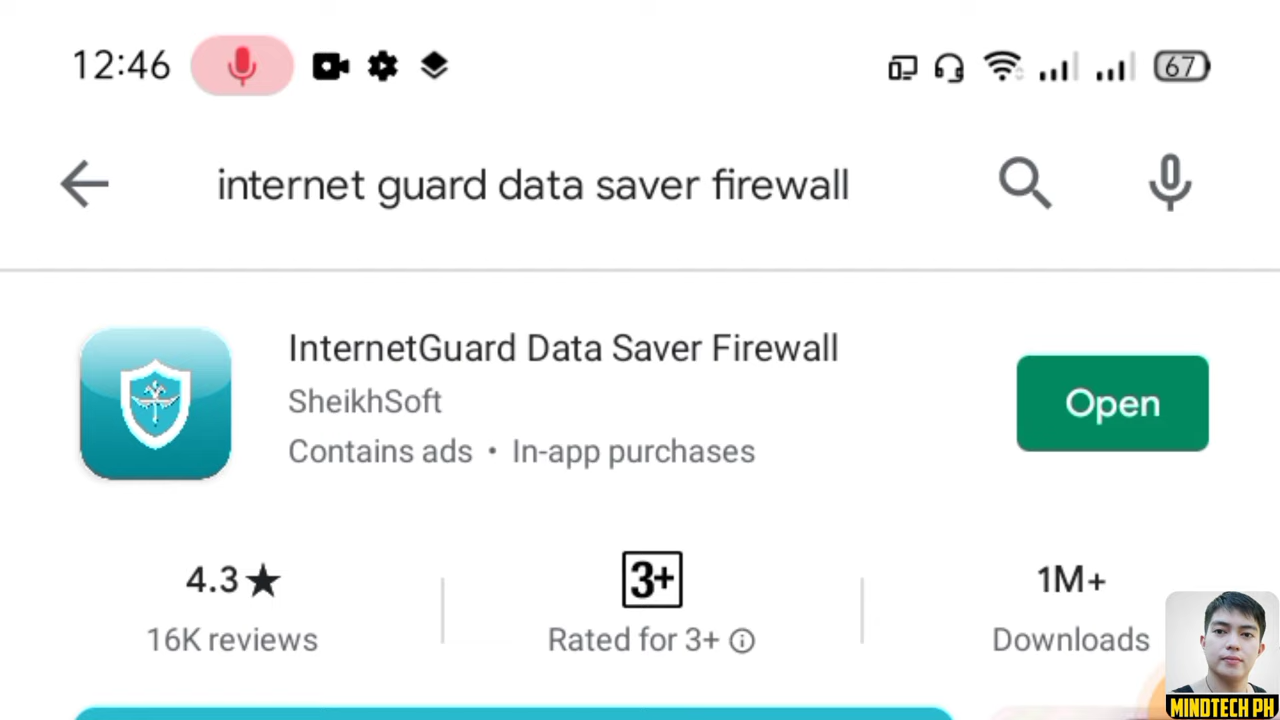 12:46
67
internet guard data saver firewall
InternetGuard Data Saver Firewall
SheikhSoft
Contains ads • In-app purchases
Open
4.3★
16K reviews
3+
Rated for 3+
1M+
Downloads
MINDTECH PH